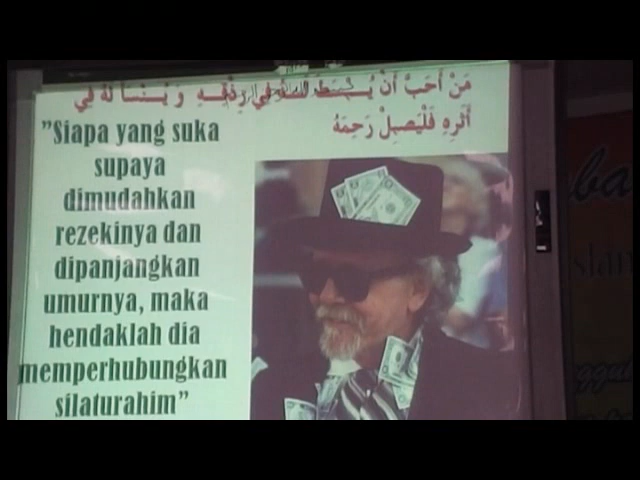 مَنْ أَحَبَّ أَنْ يُبْسَطَ لَهُ فِي رِزْقِهِ وَيُنْسَأَ لَهُ فِي
أَثَرِهِ فَلْيَصِلْ رَحِمَهُ
"Siapa yang suka
supaya
dimudahkan
rezekinya dan
dipanjangkan
umurnya, maka
hendaklah dia
memperhubungkan
silaturahim"